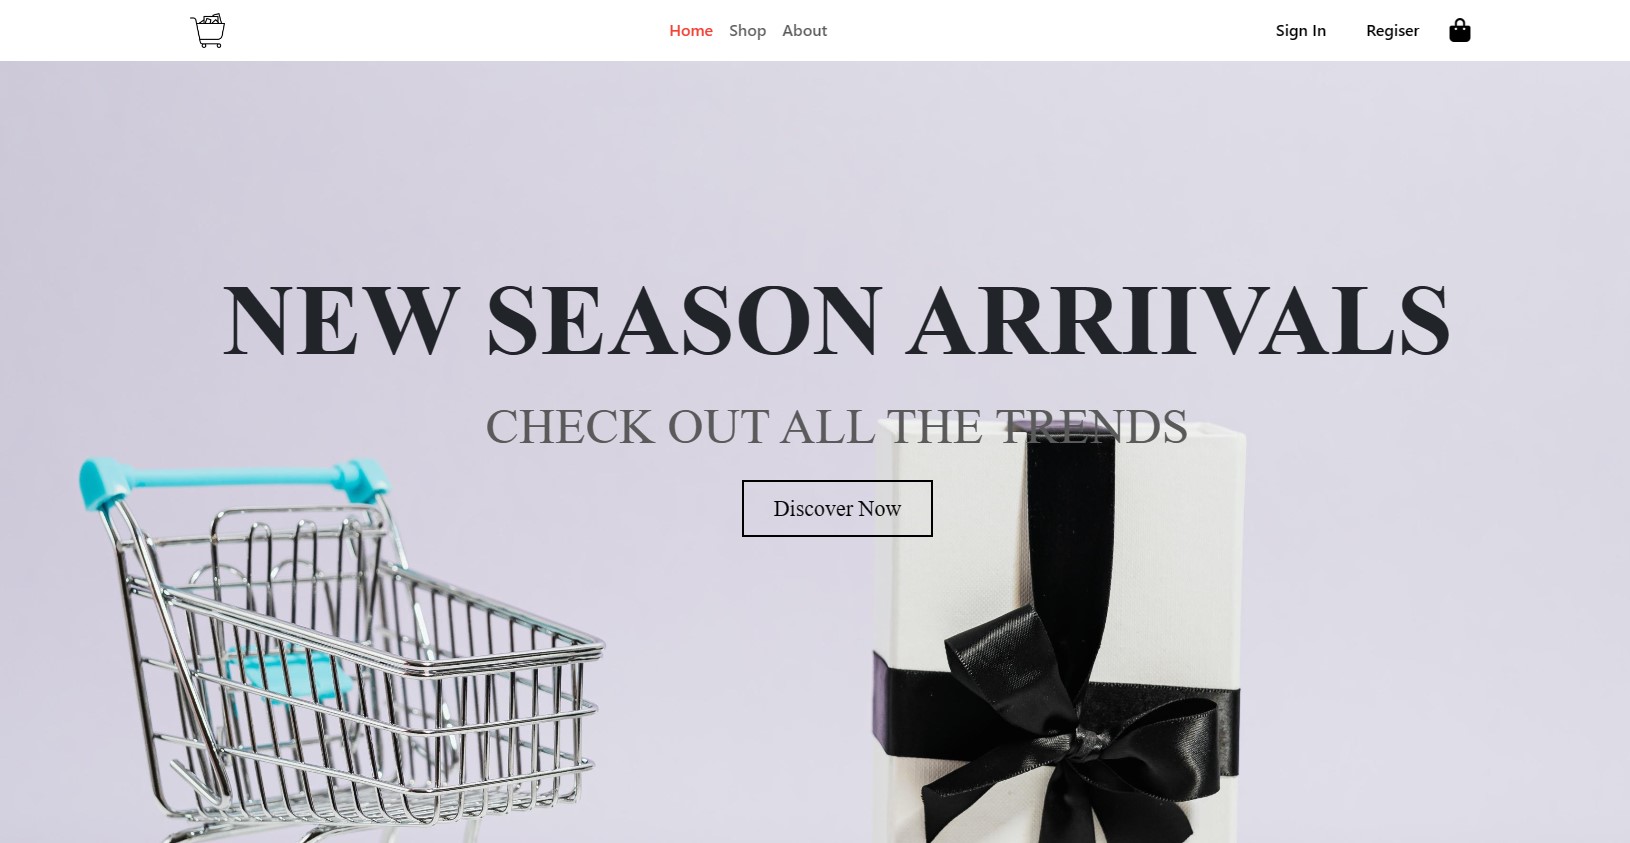 Home Shop About Sign In Regiser
NEW SEASON ARRIIVALS
CHECK OUT ALL THE TRENDS
Discover Now